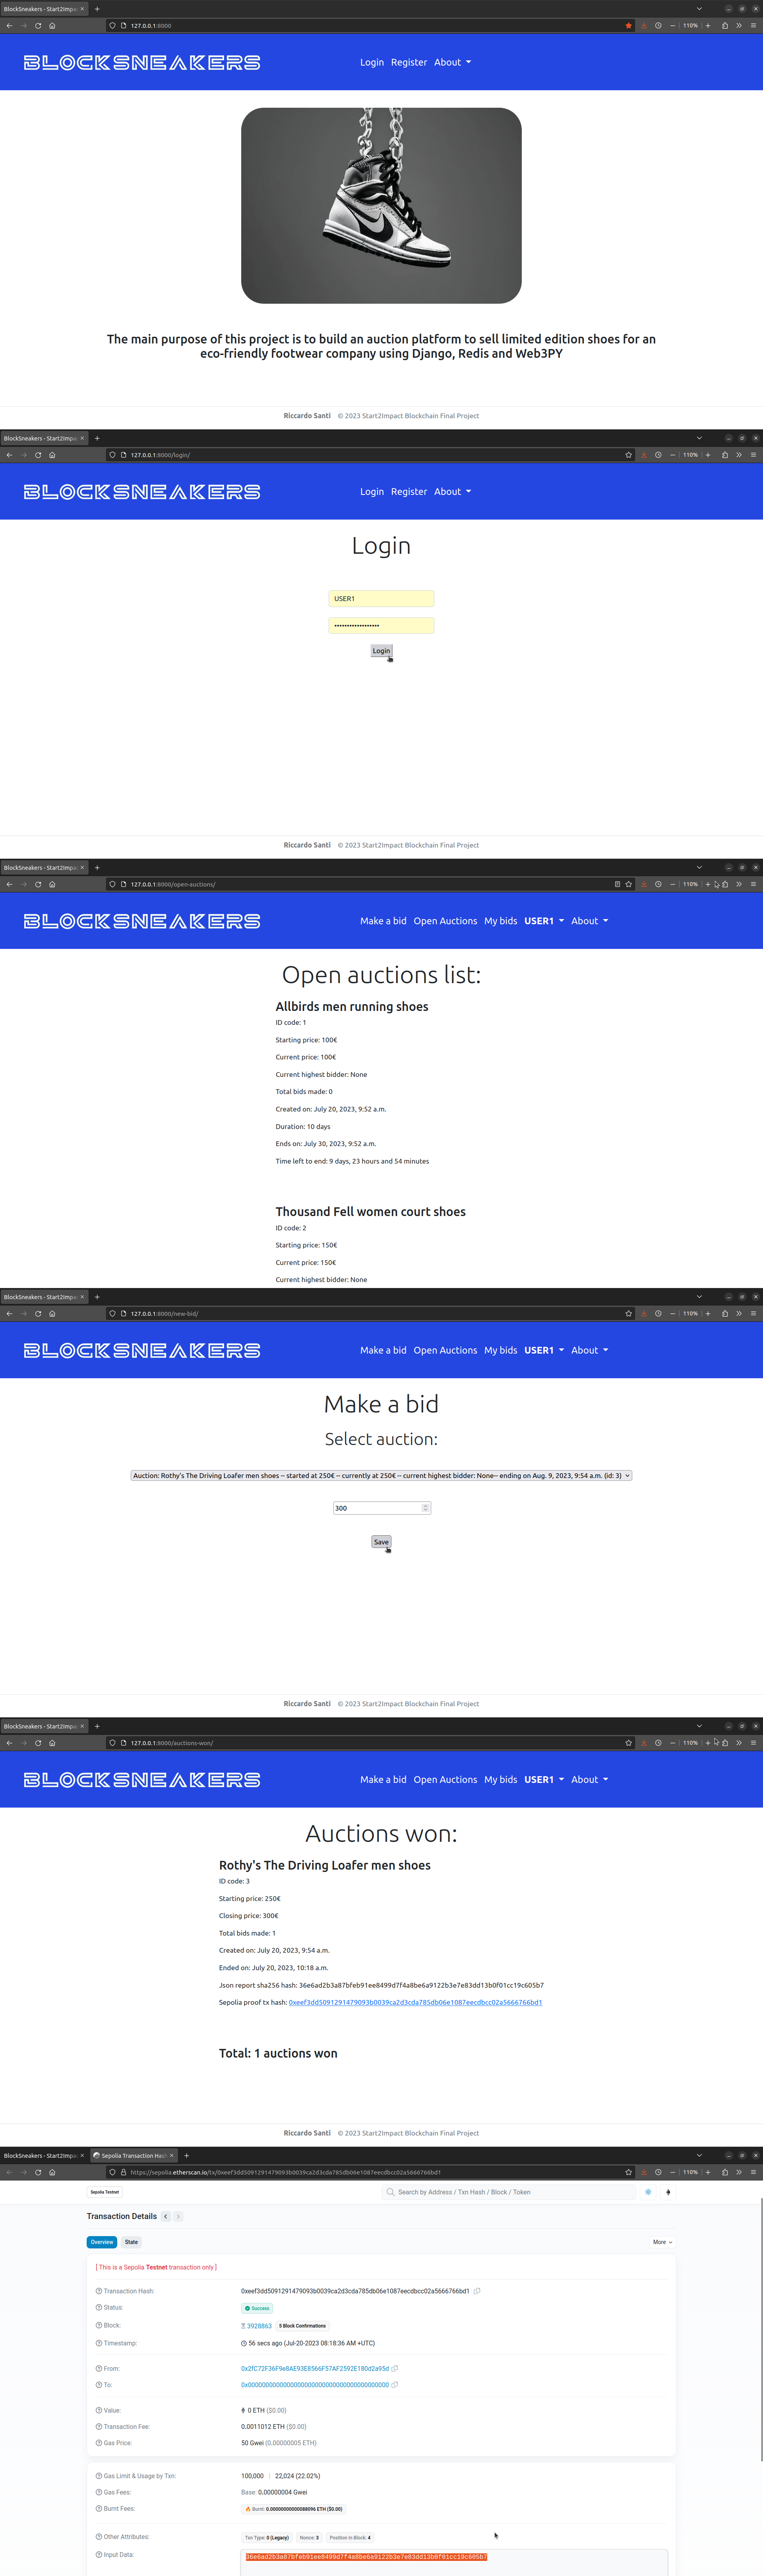 BlockSneakers - Start2Impa
127.0.0.1:8000
110%
BLOCKSNEAKERS
Login Register About
The main purpose of this project is to build an auction platform to sell limited edition shoes for an
eco-friendly footwear company using Django, Redis and Web3PY
Riccardo Santi © 2023 Start2Impact Blockchain Final Project
BlockSneakers - Start2Impa
127.0.0.1:8000/login/
110%
BLOCKSNEAKERS
Login Register About
Login
USER1
Login
Riccardo Santi © 2023 Start2Impact Blockchain Final Project
BlockSneakers - Start2Impa
127.0.0.1:8000/open-auctions/
110%
BLOCKSNEAKERS
Make a bid Open Auctions My bids USER1 About
Open auctions list:
Allbirds men running shoes
ID code: 1
Starting price: 100€
Current price: 100€
Current highest bidder: None
Total bids made: 0
Created on: July 20, 2023, 9:52 a.m.
Duration: 10 days
Ends on: July 30, 2023, 9:52 a.m.
Time left to end: 9 days, 23 hours and 54 minutes
Thousand Fell women court shoes
ID code: 2
Starting price: 150€
Current price: 150€
Current highest bidder: None
BlockSneakers - Start2Impa
127.0.0.1:8000/new-bid/
110%
BLOCKSNEAKERS
Make a bid Open Auctions My bids USER1 About
Make a bid
Select auction:
Auction: Rothy's The Driving Loafer men shoes -- started at 250€ -- currently at 250€ -- current highest bidder: None-- ending on Aug. 9, 2023, 9:54 a.m. (id: 3)
300
Save
Riccardo Santi © 2023 Start2Impact Blockchain Final Project
BlockSneakers - Start2Impa
127.0.0.1:8000/auctions-won/
110%
BLOCKSNEAKERS
Make a bid Open Auctions My bids USER1 About
Auctions won:
Rothy's The Driving Loafer men shoes
ID code: 3
Starting price: 250€
Closing price: 300€
Total bids made: 1
Created on: July 20, 2023, 9:54 a.m.
Ended on: July 20, 2023, 10:18 a.m.
Json report sha256 hash: 36e6ad2b3a87bfeb91ee8499d7f4a8be6a9122b3e7e83dd13b0f01cc19c605b7
Sepolia proof tx hash: 0xeef3dd5091291479093b0039ca2d3cda785db06e1087eecdbcc02a5666766bd1
Total: 1 auctions won
Riccardo Santi © 2023 Start2Impact Blockchain Final Project
BlockSneakers - Start2Impa Sepolia Transaction Hash
https://sepolia.etherscan.io/tx/0xeef3dd5091291479093b0039ca2d3cda785db06e1087eecdbcc02a5666766bd1
110%
Sepolia Testnet
Search by Address / Txn Hash / Block / Token
Transaction Details
Overview State More
[ This is a Sepolia Testnet transaction only ]
Transaction Hash: 0xeef3dd5091291479093b0039ca2d3cda785db06e1087eecdbcc02a5666766bd1
Status: Success
Block: 3928863 5 Block Confirmations
Timestamp: 56 secs ago (Jul-20-2023 08:18:36 AM +UTC)
From: 0x2fC72F36F9e8AE93E8566F57AF2592E180d2a95d
To: 0x0000000000000000000000000000000000000000
Value: 0 ETH ($0.00)
Transaction Fee: 0.0011012 ETH ($0.00)
Gas Price: 50 Gwei (0.00000005 ETH)
Gas Limit & Usage by Txn: 100,000 | 22,024 (22.02%)
Gas Fees: Base: 0.00000004 Gwei
Burnt Fees: Burnt: 0.00000000000088096 ETH ($0.00)
Other Attributes: Txn Type: 0 (Legacy) Nonce: 3 Position In Block: 4
Input Data: 36e6ad2b3a87bfeb91ee8499d7f4a8be6a9122b3e7e83dd13b0f01cc19c605b7